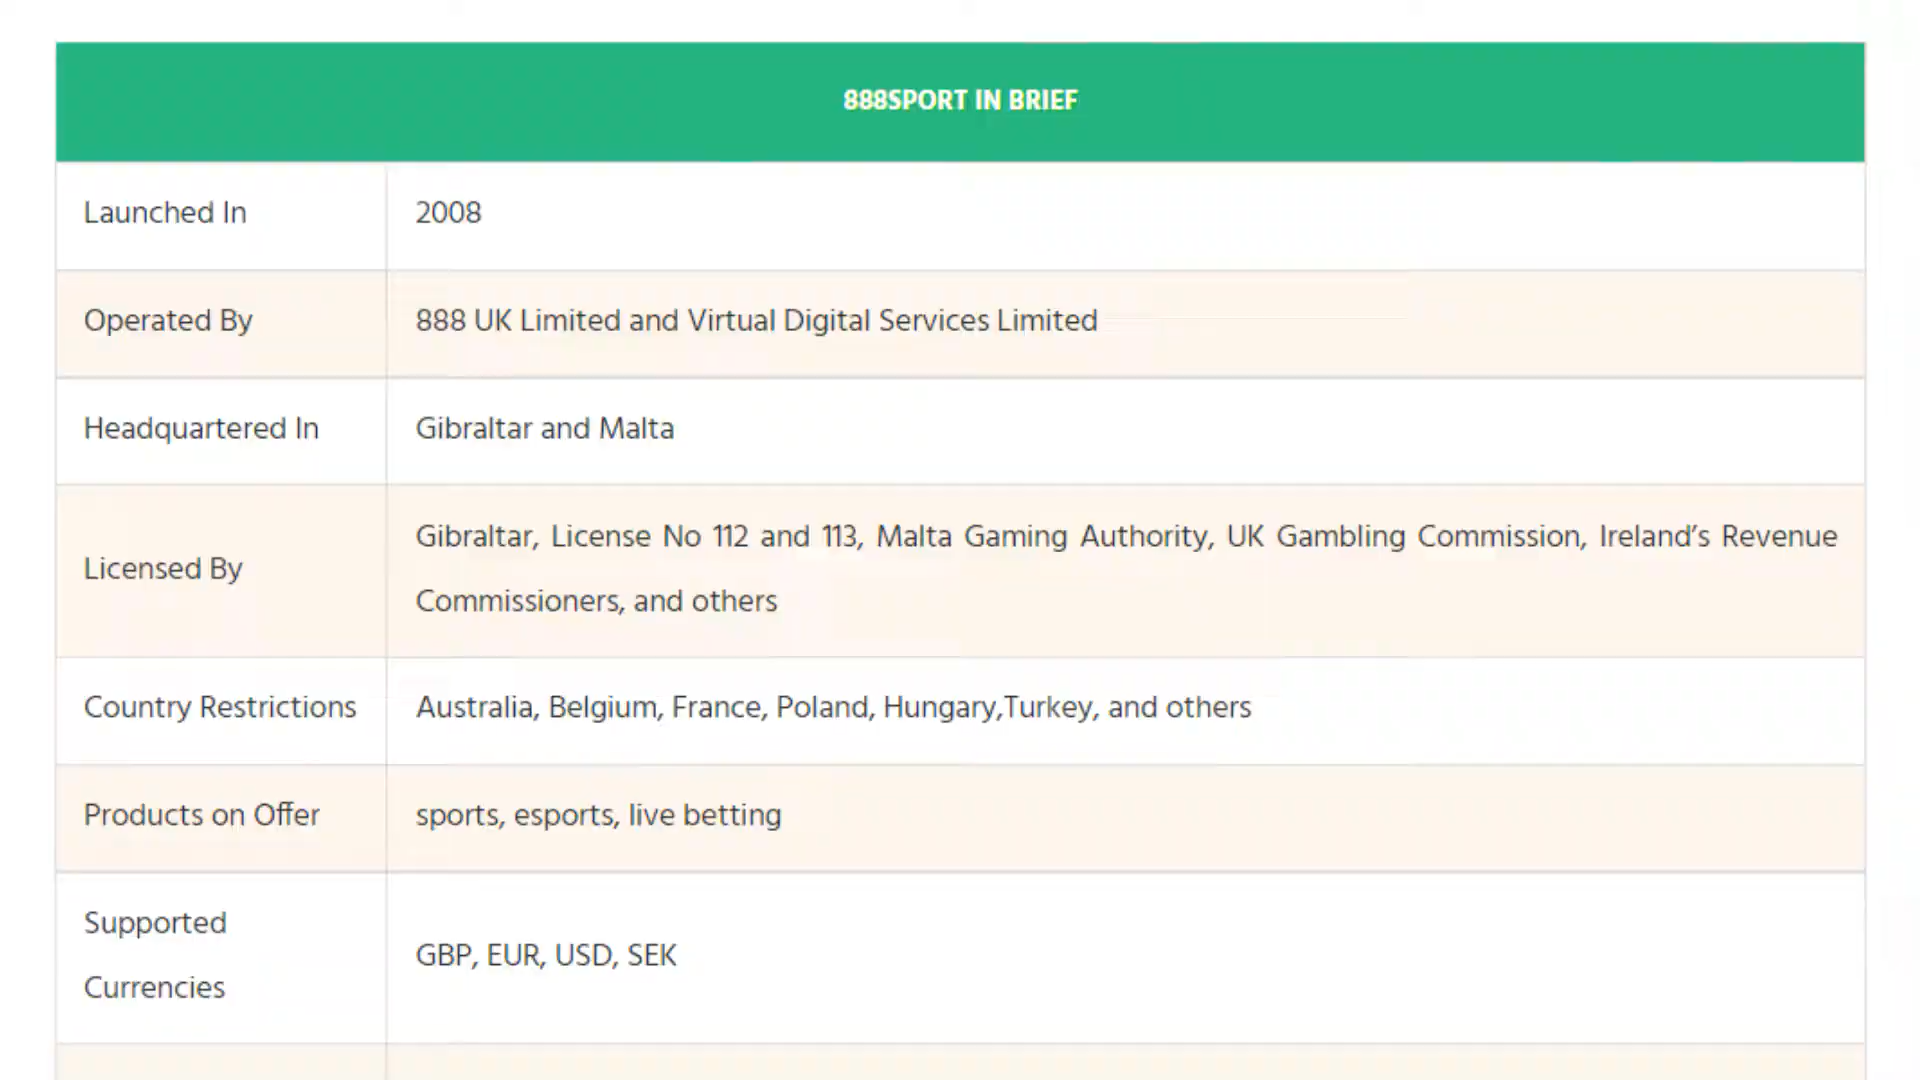 888SPORT IN BRIEF
Launched In
2008
Operated By
888 UK Limited and Virtual Digital Services Limited
Headquartered In
Gibraltar and Malta
Licensed By
Gibraltar, License No 112 and 113, Malta Gaming Authority, UK Gambling Commission, Ireland’s Revenue
Commissioners, and others
Country Restrictions
Australia, Belgium, France, Poland, Hungary,Turkey, and others
Products on Offer
sports, esports, live betting
Supported
Currencies
GBP, EUR, USD, SEK